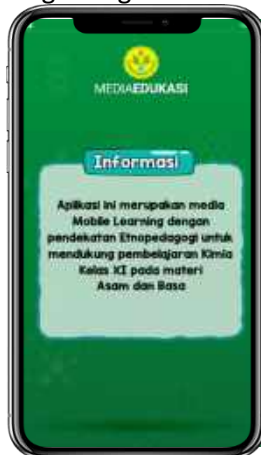 MEDIAEDUKASI
Informasi
Aplikasi ini merupakan media
Mobile Learning dengan
pendekatan Etnopedagogi untuk
mendukung pembelajaran Kimia
Kelas XI pada materi
Asam dan Basa